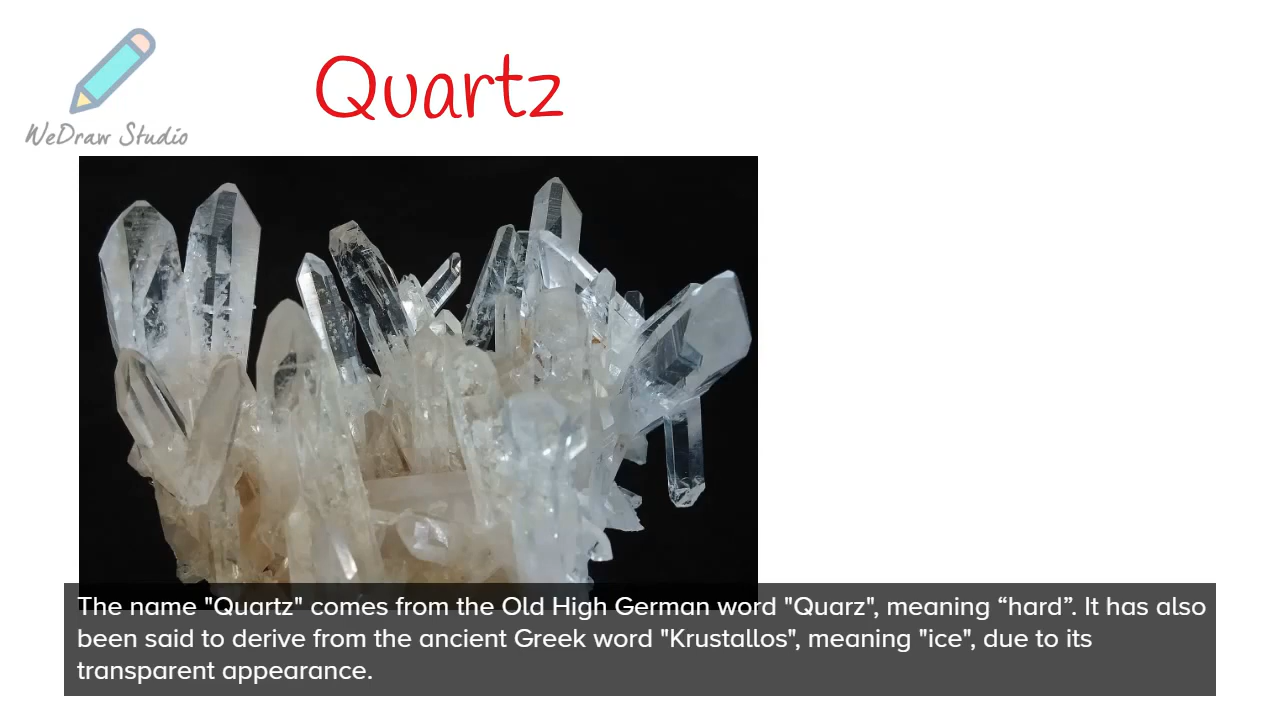 WeDraw Studio
Quartz
The name "Quartz" comes from the Old High German word "Quarz", meaning “hard”. It has also
been said to derive from the ancient Greek word "Krustallos", meaning "ice", due to its
transparent appearance.